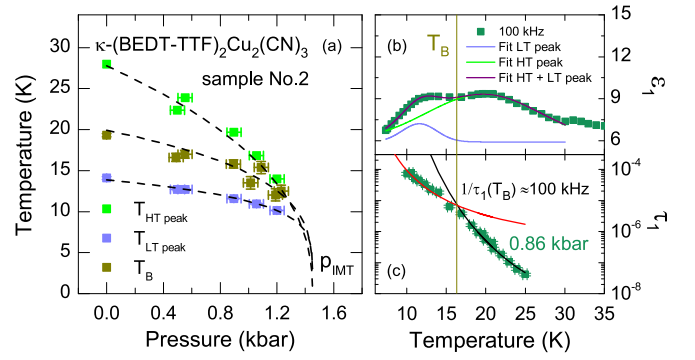 κ-(BEDT-TTF)2Cu2(CN)3 (a)
sample No.2
30
25
20
15
10
5
0
Temperature (K)
THT peak
TLT peak
TB
pIMT
0.0 0.4 0.8 1.2 1.6
Pressure (kbar)
(b)
TB
100 kHz
Fit LT peak
Fit HT peak
Fit HT + LT peak
15
12
9
6
ε1
1/τ1(TB) ≈100 kHz
0.86 kbar
(c)
10-4
10-6
10-8
τ1
10 15 20 25 30 35
Temperature (K)